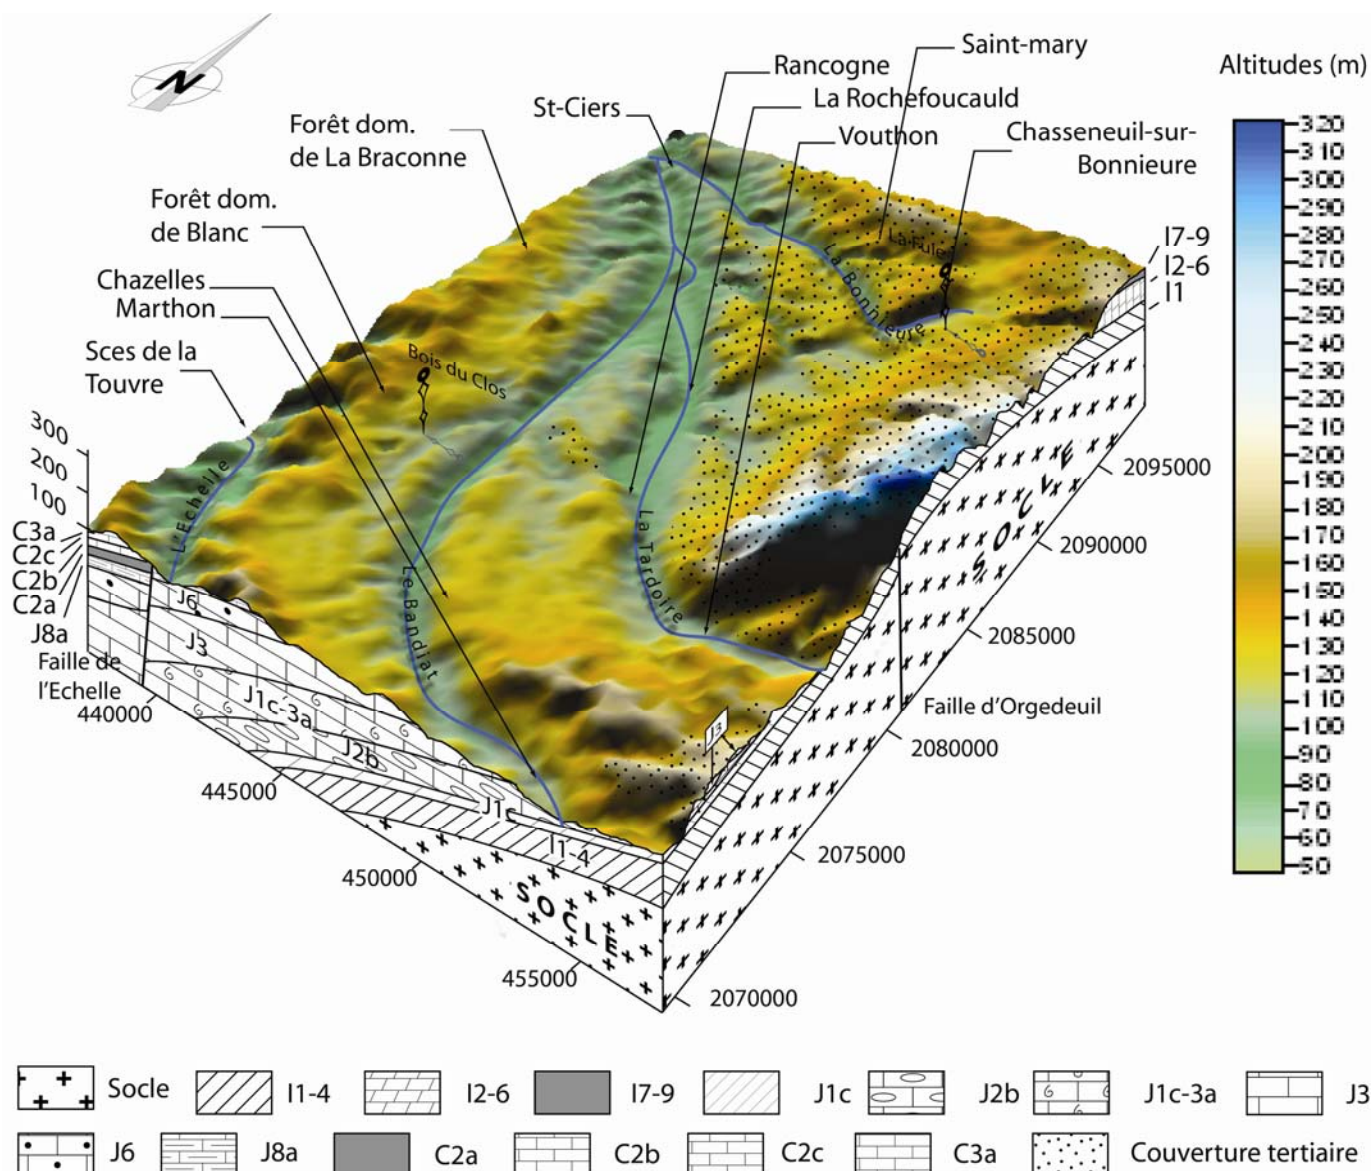 N
Saint-mary
Rancogne
Altitudes (m)
St-Ciers
La Rochefoucauld
Forêt dom.
de La Braconne
Vouthon
Chasseneuil-sur-
Bonnieure
Forêt dom.
de Blanc
Chazelles
Marthon
Sces de la
Touvre
La Fuie
La Bonnieure
Bois du Clos
L'Echelle
Le Bandiat
La Tardoire
I7-9
I2-6
I1
320
310
300
290
280
270
260
250
240
230
220
210
200
190
180
170
160
150
140
130
110
100
90
80
70
60
50
300
200
100
C3a
C2c
C2b
C2a
J8a
Faille de
l'Echelle
J6
J3
J1c-3a
J2b
J1c
I1-4
J3
SOCLE
SOCLE
Faille d'Orgedeuil
440000
445000
450000
455000
2070000
2075000
2080000
2085000
2090000
2095000
Socle
I1-4
I2-6
I7-9
J1c
J2b
J1c-3a
J3
J6
J8a
C2a
C2b
C2c
C3a
Couverture tertiaire